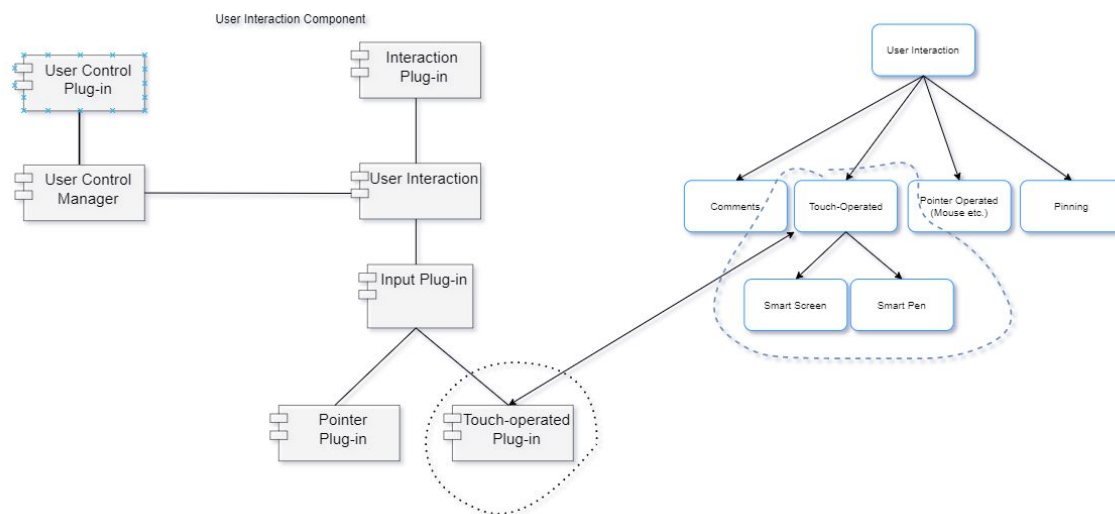 User Interaction Component
User Control
Plug-in
Interaction
Plug-in
User Interaction
User Control
Manager
User Interaction
Comments
Touch-Operated
Pointer Operated
(Mouse etc.)
Pinning
Input Plug-in
Smart Screen
Smart Pen
Pointer
Plug-in
Touch-operated
Plug-in